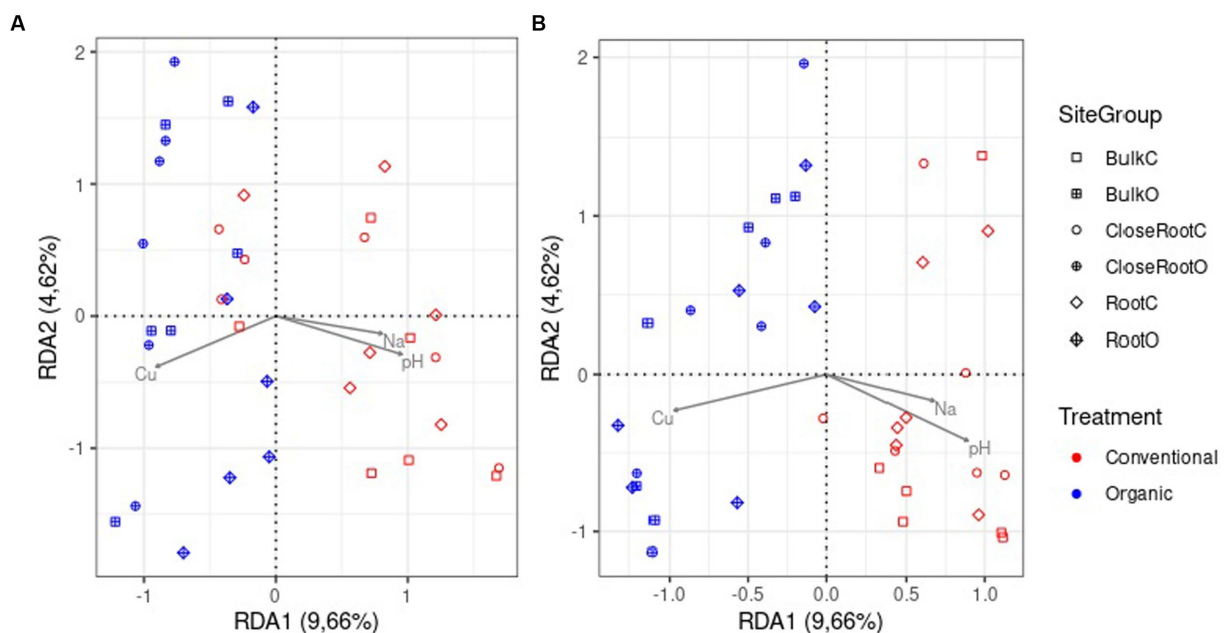 A
B
2
1
0
-1
-1
0
1
RDA2 (4,62%)
RDA1 (9,66%)
Cu
Na
pH
2
1
0
-1
-1.0
-0.5
0.0
0.5
1.0
RDA2 (4,62%)
RDA1 (9,66%)
Cu
Na
pH
SiteGroup
BulkC
BulkO
CloseRootC
CloseRootO
RootC
RootO
Treatment
Conventional
Organic